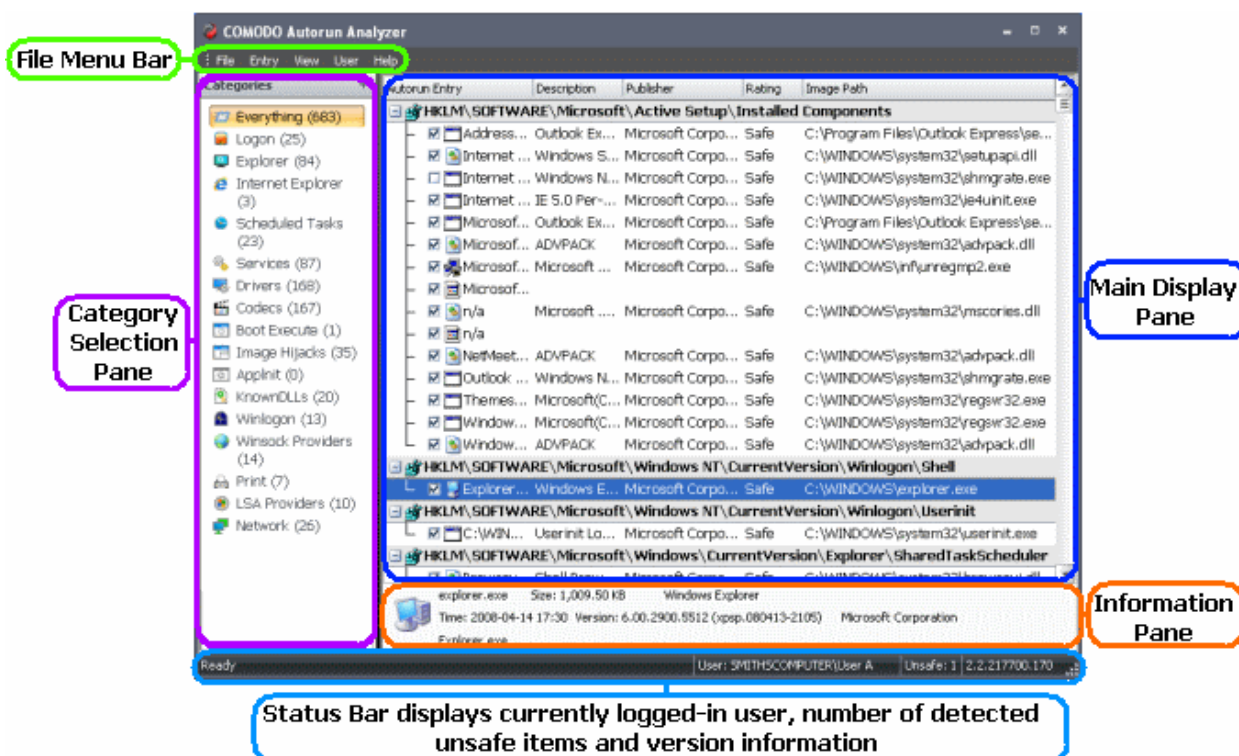 COMODO Autorun Analyzer
File Menu Bar
File Entry View User Help
Categories
Everything (683)
Logon (25)
Explorer (84)
Internet Explorer
(3)
Scheduled Tasks
(23)
Services (87)
Drivers (168)
Codecs (167)
Boot Execute (1)
Image Hijacks (35)
AppInit (0)
KnownDLLs (20)
Winlogon (13)
Winsock Providers
(14)
Print (7)
LSA Providers (10)
Network (26)
Category
Selection
Pane
Autorun Entry Description Publisher Rating Image Path
HKLM\SOFTWARE\Microsoft\Active Setup\Installed Components
Address... Outlook Ex... Microsoft Corpo... Safe C:\Program Files\Outlook Express\se...
Internet ... Windows S... Microsoft Corpo... Safe C:\WINDOWS\system32\setupapi.dll
Internet ... Windows N... Microsoft Corpo... Safe C:\WINDOWS\system32\shmgrate.exe
Internet ... IE 5.0 Per-... Microsoft Corpo... Safe C:\WINDOWS\system32\ie4uinit.exe
Microsof... Outlook Ex... Microsoft Corpo... Safe C:\Program Files\Outlook Express\se...
Microsof... ADVPACK Microsoft Corpo... Safe C:\WINDOWS\system32\advpack.dll
Microsof... Microsoft ... Microsoft Corpo... Safe C:\WINDOWS\inf\unregmp2.exe
Microsof...
n/a Microsoft .... Microsoft Corpo... Safe C:\WINDOWS\system32\mscories.dll
n/a
NetMeet... ADVPACK Microsoft Corpo... Safe C:\WINDOWS\system32\advpack.dll
Outlook ... Windows N... Microsoft Corpo... Safe C:\WINDOWS\system32\shmgrate.exe
Themes... Microsoft(C... Microsoft Corpo... Safe C:\WINDOWS\system32\regsvr32.exe
Window... Microsoft(C... Microsoft Corpo... Safe C:\WINDOWS\system32\regsvr32.exe
Window... ADVPACK Microsoft Corpo... Safe C:\WINDOWS\system32\advpack.dll
HKLM\SOFTWARE\Microsoft\Windows NT\CurrentVersion\Winlogon\Shell
Explorer... Windows E... Microsoft Corpo... Safe C:\WINDOWS\explorer.exe
HKLM\SOFTWARE\Microsoft\Windows NT\CurrentVersion\Winlogon\Userinit
C:\WIN... Userinit Lo... Microsoft Corpo... Safe C:\WINDOWS\system32\userinit.exe
HKLM\SOFTWARE\Microsoft\Windows\CurrentVersion\Explorer\SharedTaskScheduler
Main Display
Pane
explorer.exe Size: 1,009.50 KB Windows Explorer
Time: 2008-04-14 17:30 Version: 6.00.2900.5512 (xpsp.080413-2105) Microsoft Corporation
Explorer.exe
Information
Pane
Ready User: SMITHSCOMPUTER\User A Unsafe: 1 2.2.217700.170
Status Bar displays currently logged-in user, number of detected
unsafe items and version information